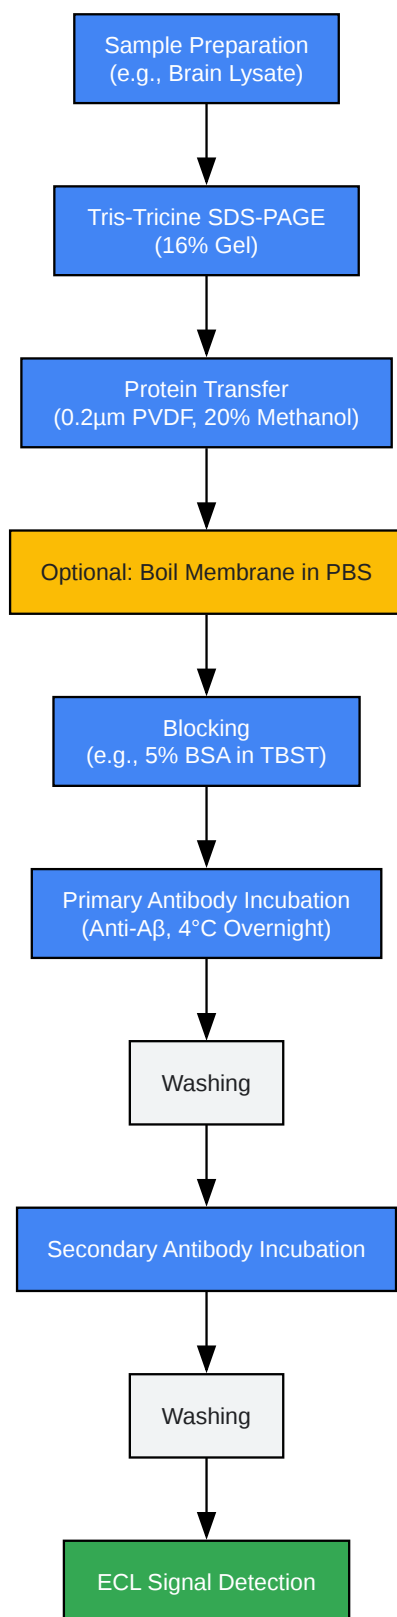 Sample Preparation
(e.g., Brain Lysate)
Tris-Tricine SDS-PAGE
(16% Gel)
Protein Transfer
(0.2µm PVDF, 20% Methanol)
Optional: Boil Membrane in PBS
Blocking
(e.g., 5% BSA in TBST)
Primary Antibody Incubation
(Anti-Aβ, 4°C Overnight)
Washing
Secondary Antibody Incubation
Washing
ECL Signal Detection